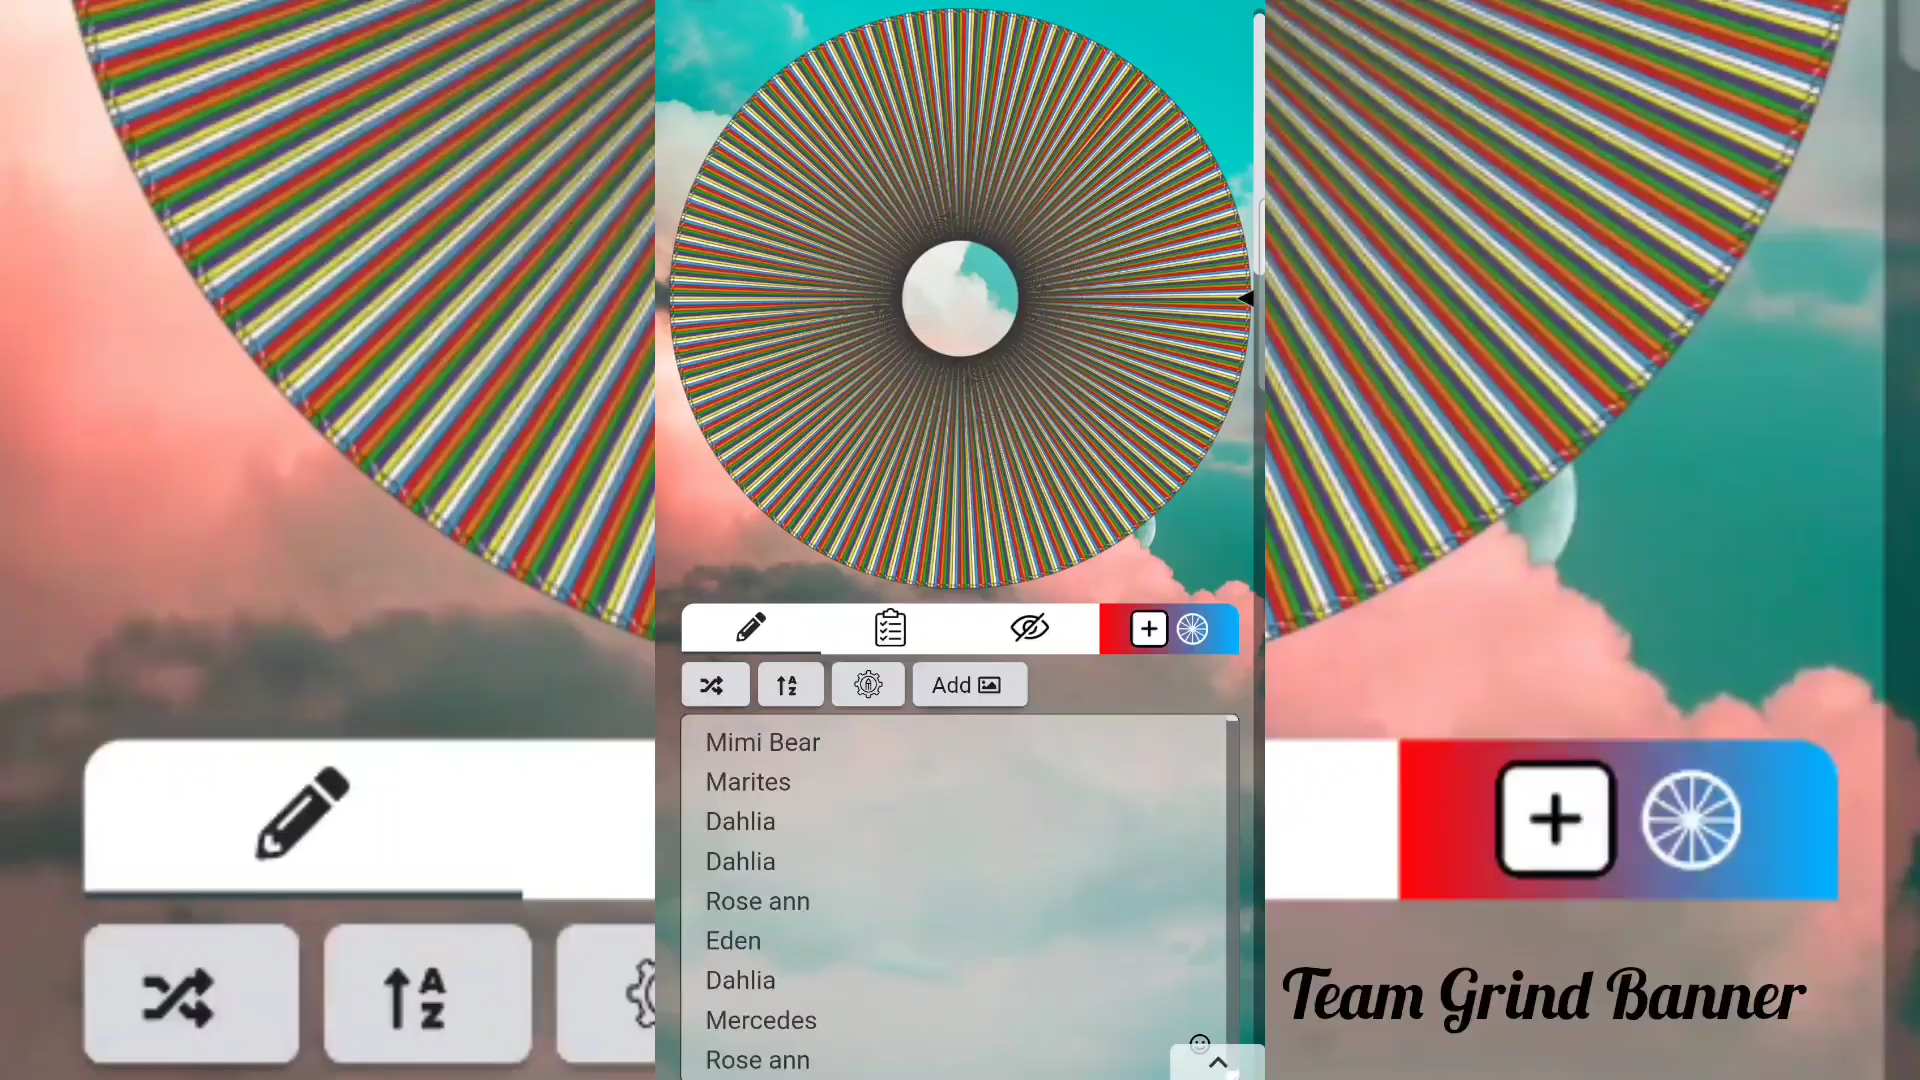 Add
Mimi Bear
Marites
Dahlia
Dahlia
Rose ann
Eden
Dahlia
Mercedes
Rose ann
Team Grind Banner